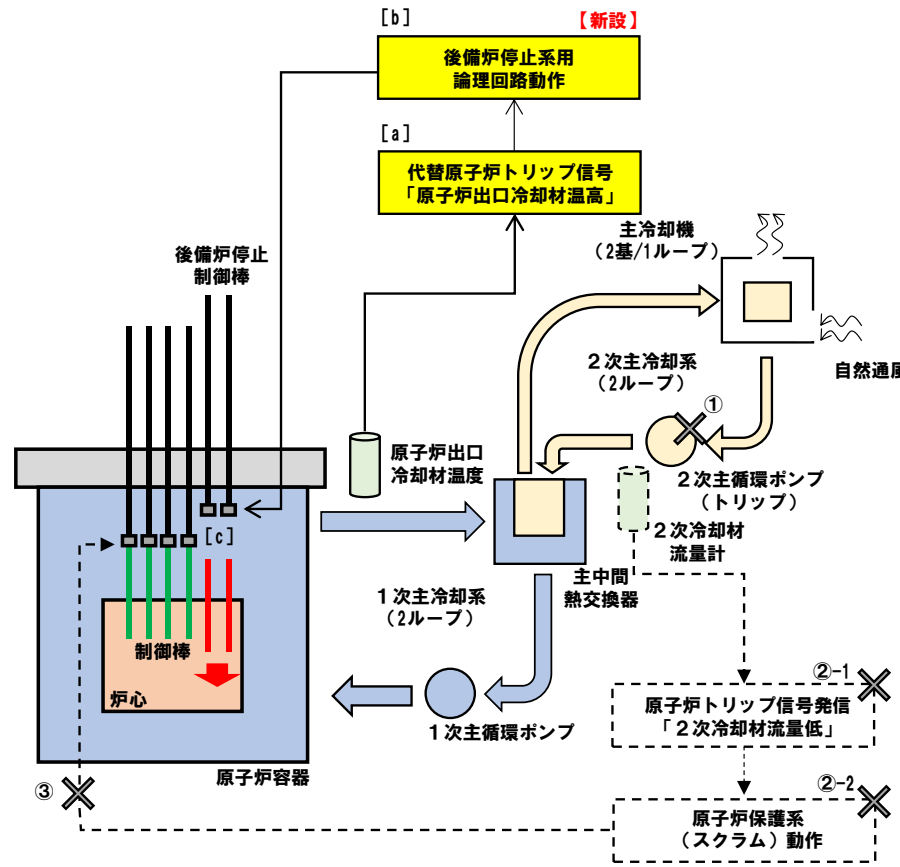 [b]
【新設】
後備炉停止系用
論理回路動作
[a]
代替原子炉トリップ信号
「原子炉出口冷却材温高」
主冷却機
(2基/1ループ)
後備炉停止
制御棒
自然通風
2次主冷却系
(2ループ)
①
原子炉出口
冷却材温度
2次主循環ポンプ
(トリップ)
[c]
2次冷却材
流量計
主中間
熱交換器
1次主冷却系
(2ループ)
制御棒
炉心
②-1
原子炉トリップ信号発信
「2次冷却材流量低」
1次主循環ポンプ
原子炉容器
③
②-2
原子炉保護系
(スクラム)動作